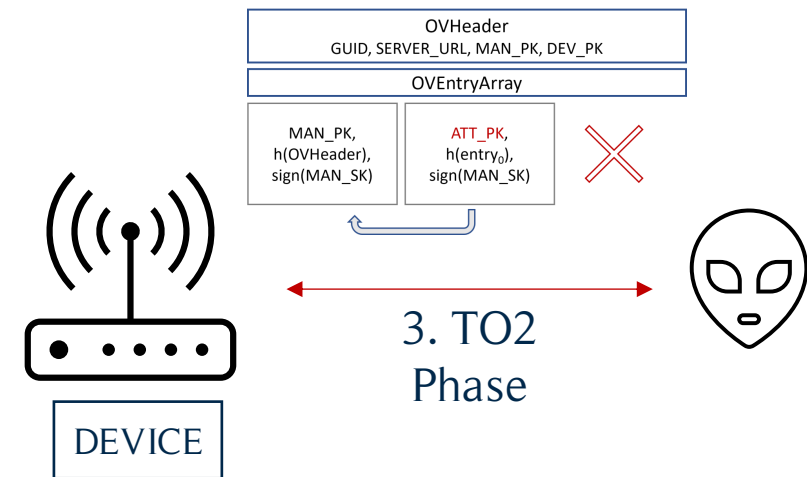 OVHeader
GUID, SERVER_URL, MAN_PK, DEV_PK
OVEntryArray
MAN_PK,
h(OVHeader),
sign(MAN_SK)
ATT_PK,
h(entry₀),
sign(MAN_SK)
3. TO2
Phase
DEVICE